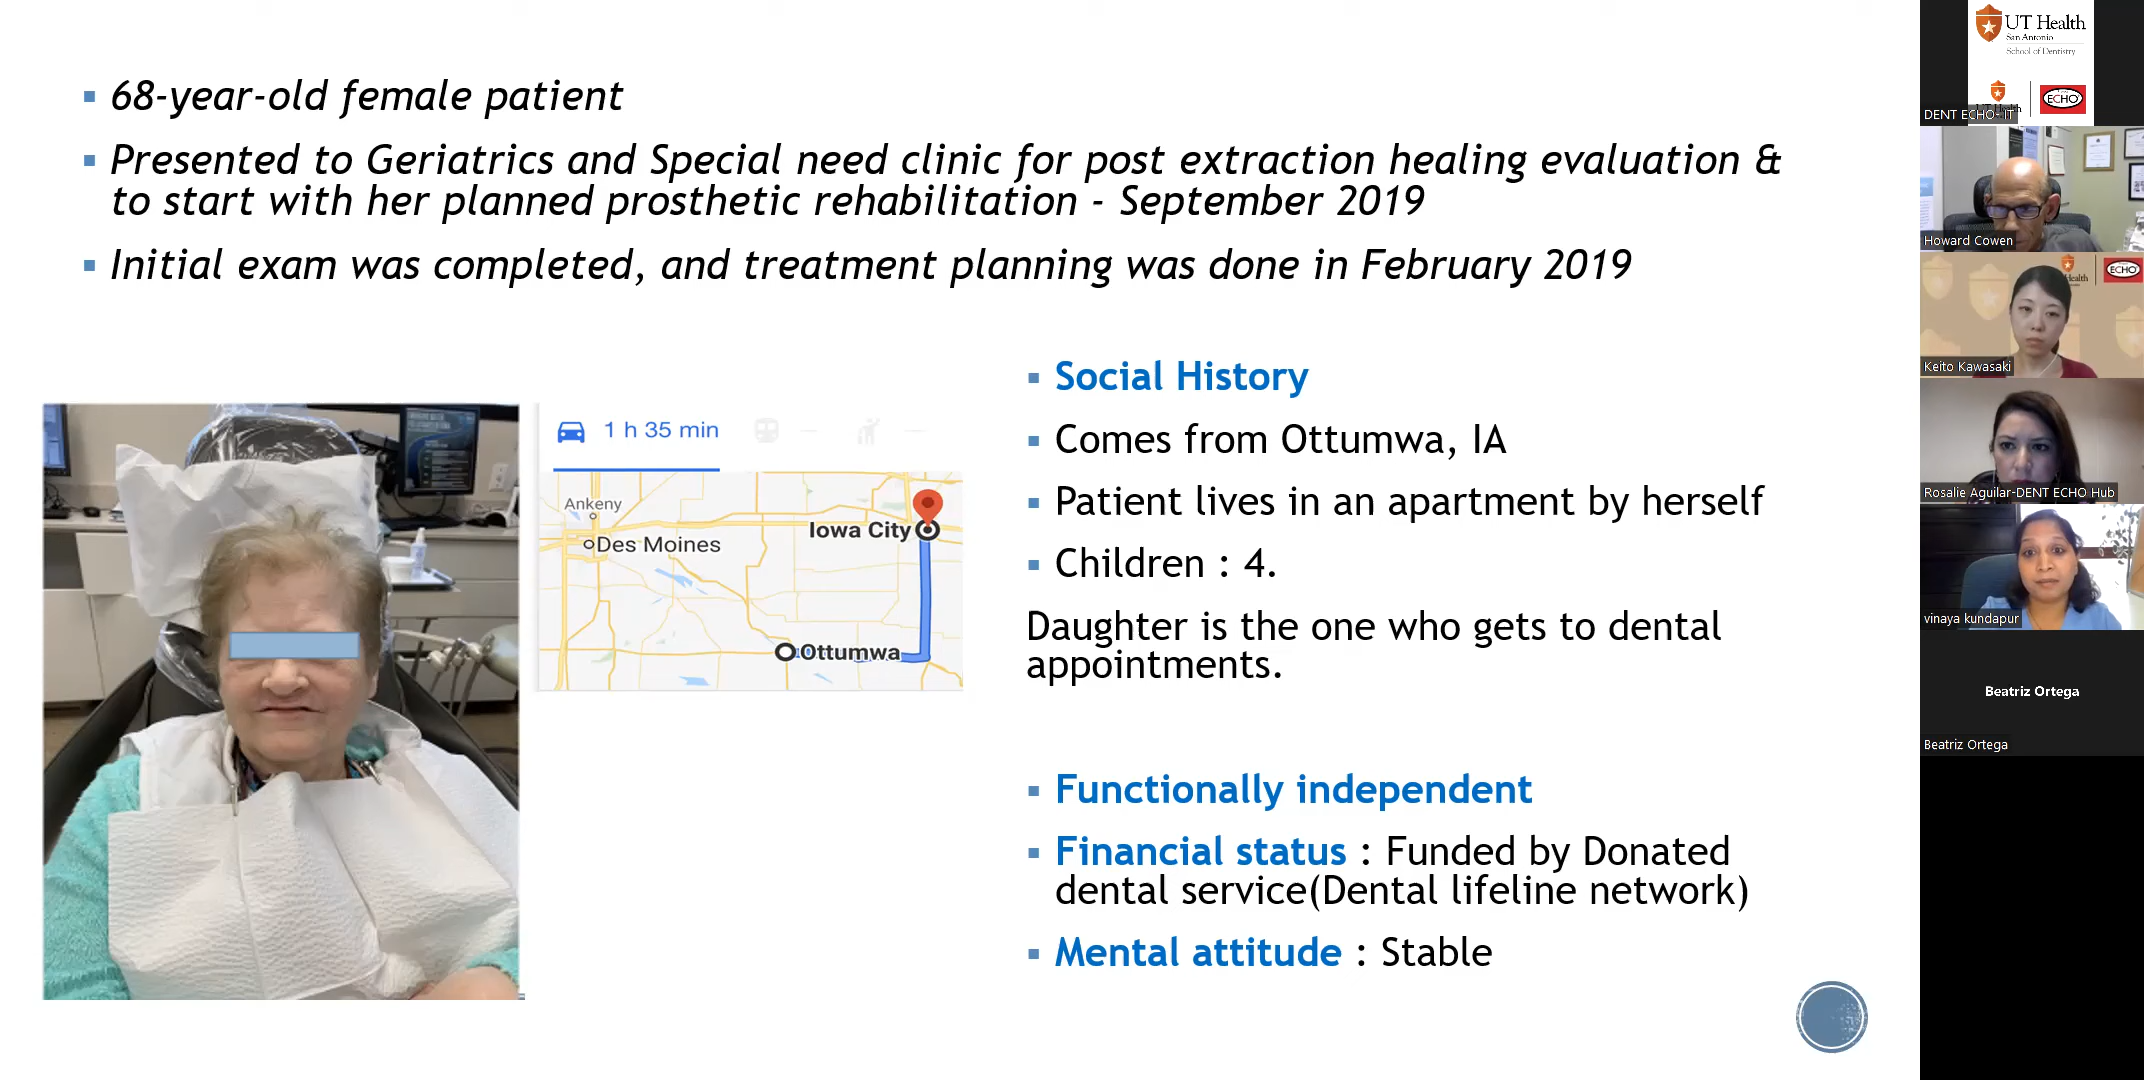 68-year-old female patient
Presented to Geriatrics and Special need clinic for post extraction healing evaluation &
to start with her planned prosthetic rehabilitation - September 2019
Initial exam was completed, and treatment planning was done in February 2019
1 h 35 min
Ankeny
Des Moines
Iowa City
Ottumwa
Social History
Comes from Ottumwa, IA
Patient lives in an apartment by herself
Children : 4.
Daughter is the one who gets to dental
appointments.
Functionally independent
Financial status : Funded by Donated
dental service(Dental lifeline network)
Mental attitude : Stable
UT Health
San Antonio
School of Dentistry
ECHO
DENT ECHO- IT
Howard Cowen
Health
ECHO
Keito Kawasaki
Rosalie Aguilar-DENT ECHO Hub
vinaya kundapur
Beatriz Ortega
Beatriz Ortega